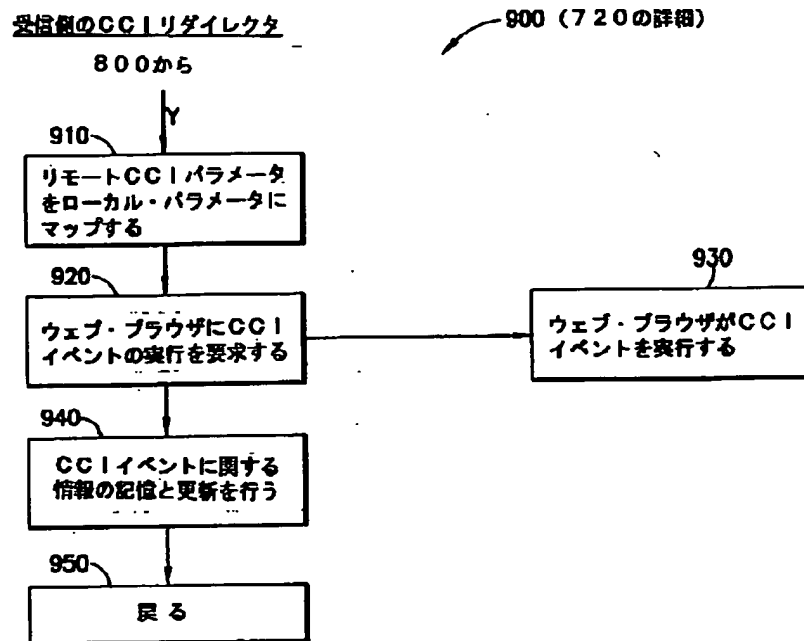 受信側のCCIリダイレクタ
900(720の詳細)
800から
Y
910
リモートCCIパラメータ
をローカル・パラメータに
マップする
920
ウェブ・ブラウザにCCI
イベントの実行を要求する
930
ウェブ・ブラウザがCCI
イベントを実行する
940
CCIイベントに関する
情報の記憶と更新を行う
950
戻る